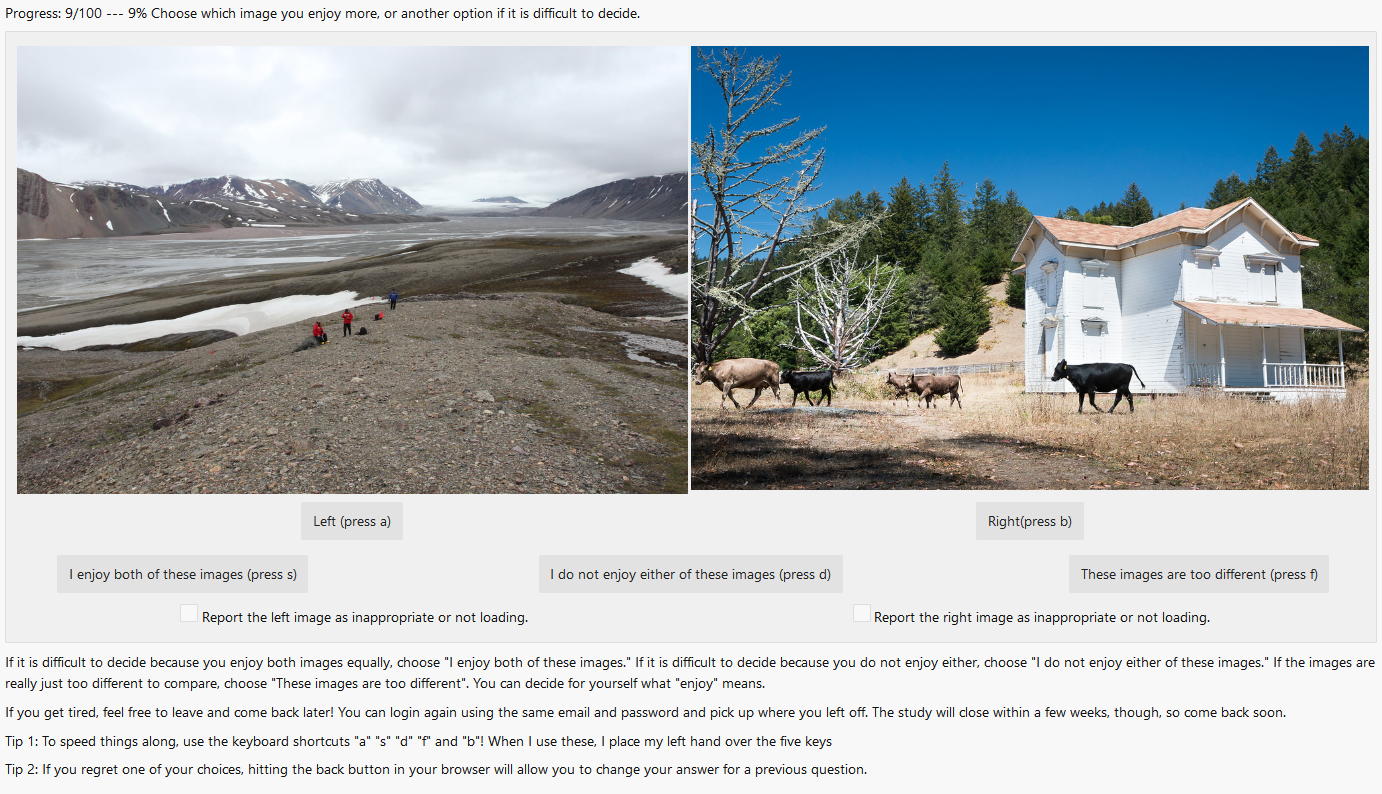 Progress: 9/100 --- 9% Choose which image you enjoy more, or another option if it is difficult to decide.
Left (press a)
Right(press b)
I enjoy both of these images (press s)
I do not enjoy either of these images (press d)
These images are too different (press f)
Report the left image as inappropriate or not loading.
Report the right image as inappropriate or not loading.
If it is difficult to decide because you enjoy both images equally, choose "I enjoy both of these images." If it is difficult to decide because you do not enjoy either, choose "I do not enjoy either of these images." If the images are
really just too different to compare, choose "These images are too different". You can decide for yourself what "enjoy" means.
If you get tired, feel free to leave and come back later! You can login again using the same email and password and pick up where you left off. The study will close within a few weeks, though, so come back soon.
Tip 1: To speed things along, use the keyboard shortcuts "a" "s" "d" "f" and "b"! When I use these, I place my left hand over the five keys
Tip 2: If you regret one of your choices, hitting the back button in your browser will allow you to change your answer for a previous question.